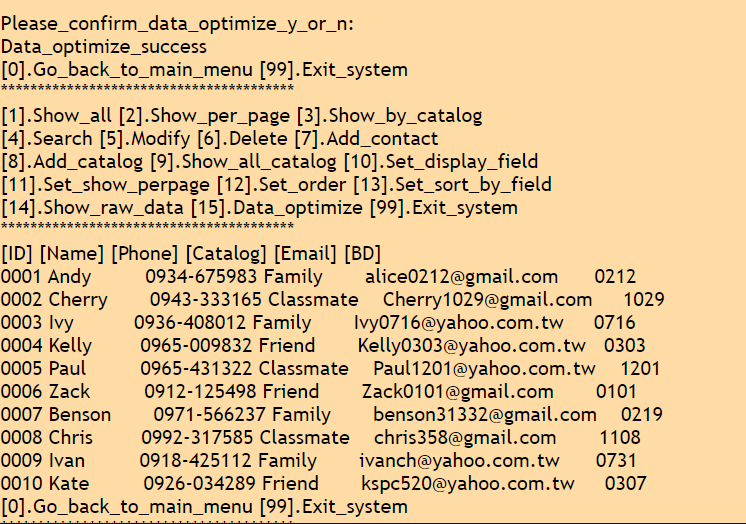 Please_confirm_data_optimize_y_or_n:
Data_optimize_success
[0].Go_back_to_main_menu [99].Exit_system
****************************************
[1].Show_all [2].Show_per_page [3].Show_by_catalog
[4].Search [5].Modify [6].Delete [7].Add_contact
[8].Add_catalog [9].Show_all_catalog [10].Set_display_field
[11].Set_show_perpage [12].Set_order [13].Set_sort_by_field
[14].Show_raw_data [15].Data_optimize [99].Exit_system
****************************************
[ID] [Name] [Phone] [Catalog] [Email] [BD]
0001 Andy 0934-675983 Family alice0212@gmail.com 0212
0002 Cherry 0943-333165 Classmate Cherry1029@gmail.com 1029
0003 Ivy 0936-408012 Family Ivy0716@yahoo.com.tw 0716
0004 Kelly 0965-009832 Friend Kelly0303@yahoo.com.tw 0303
0005 Paul 0965-431322 Classmate Paul1201@yahoo.com.tw 1201
0006 Zack 0912-125498 Friend Zack0101@gmail.com 0101
0007 Benson 0971-566237 Family benson31332@gmail.com 0219
0008 Chris 0992-317585 Classmate chris358@gmail.com 1108
0009 Ivan 0918-425112 Family ivanch@yahoo.com.tw 0731
0010 Kate 0926-034289 Friend kspc520@yahoo.com.tw 0307
[0].Go_back_to_main_menu [99].Exit_system